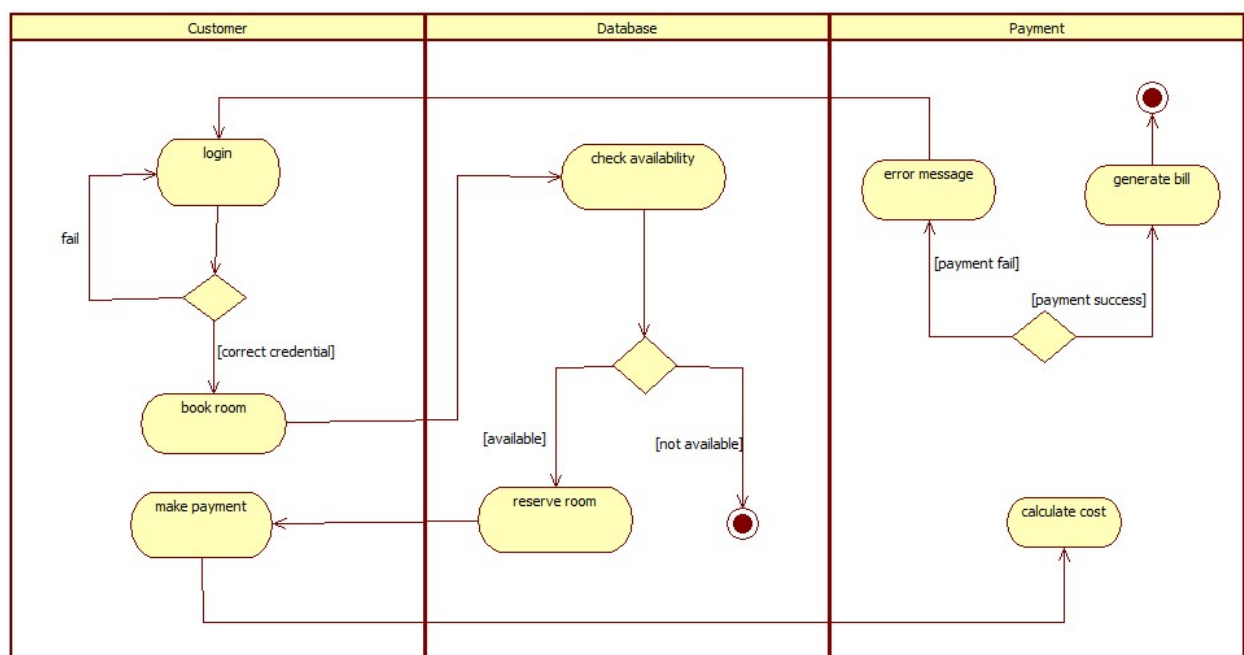 Customer
Database
Payment
login
check availability
error message
generate bill
fail
[payment fail]
[payment success]
[correct credential]
book room
[available]
[not available]
make payment
reserve room
calculate cost